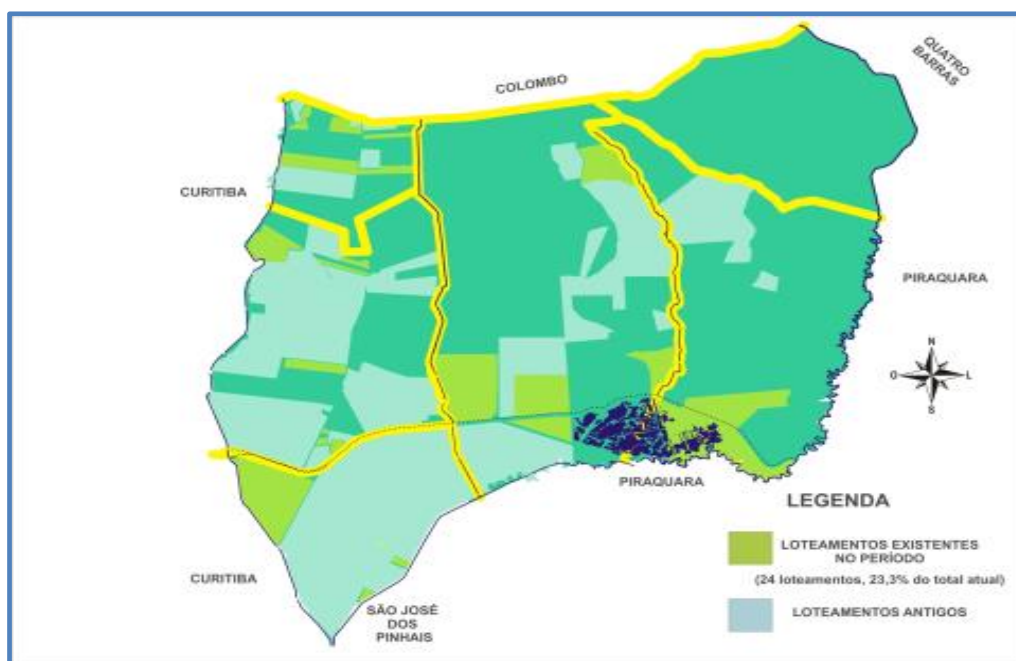 QUATRO
BARRAS
COLOMBO
CURITIBA
PIRAQUARA
N
O L
S
PIRAQUARA
LEGENDA
LOTEAMENTOS EXISTENTES
NO PERÍODO
(24 loteamentos, 23,3% do total atual)
LOTEAMENTOS ANTIGOS
CURITIBA
SÃO JOSÉ
DOS
PINHAIS